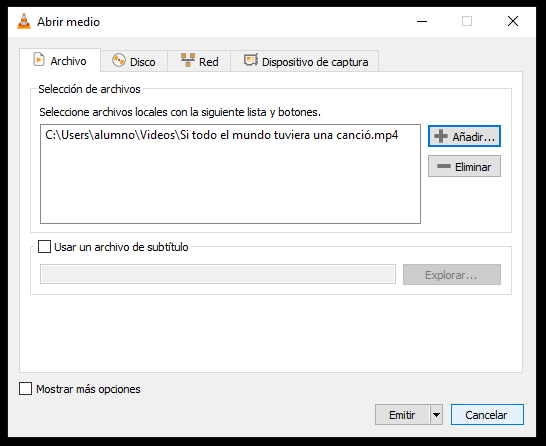 Abrir medio
Archivo
Disco
Red
Dispositivo de captura
Selección de archivos
Seleccione archivos locales con la siguiente lista y botones.
C:\Users\alumno\Videos\Si todo el mundo tuviera una canció.mp4
Añadir...
Eliminar
Usar un archivo de subtítulo
Explorar...
Mostrar más opciones
Emitir
Cancelar